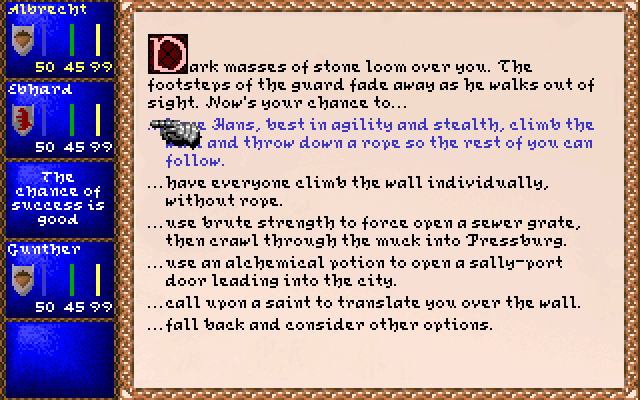 Albrecht
50 45 99
Ebhard
50 45 99
The
chance of
success is
good
Gunther
50 45 99
Dark masses of stone loom over you. The
footsteps of the guard fade away as he walks out of
sight. Now's your chance to...
Hans, best in agility and stealth, climb the
and throw down a rope so the rest of you can
follow.
...have everyone climb the wall individually,
without rope.
...use brute strength to force open a sewer grate,
then crawl through the muck into Pressburg.
...use an alchemical potion to open a sally-port
door leading into the city.
...call upon a saint to translate you over the wall.
...fall back and consider other options.